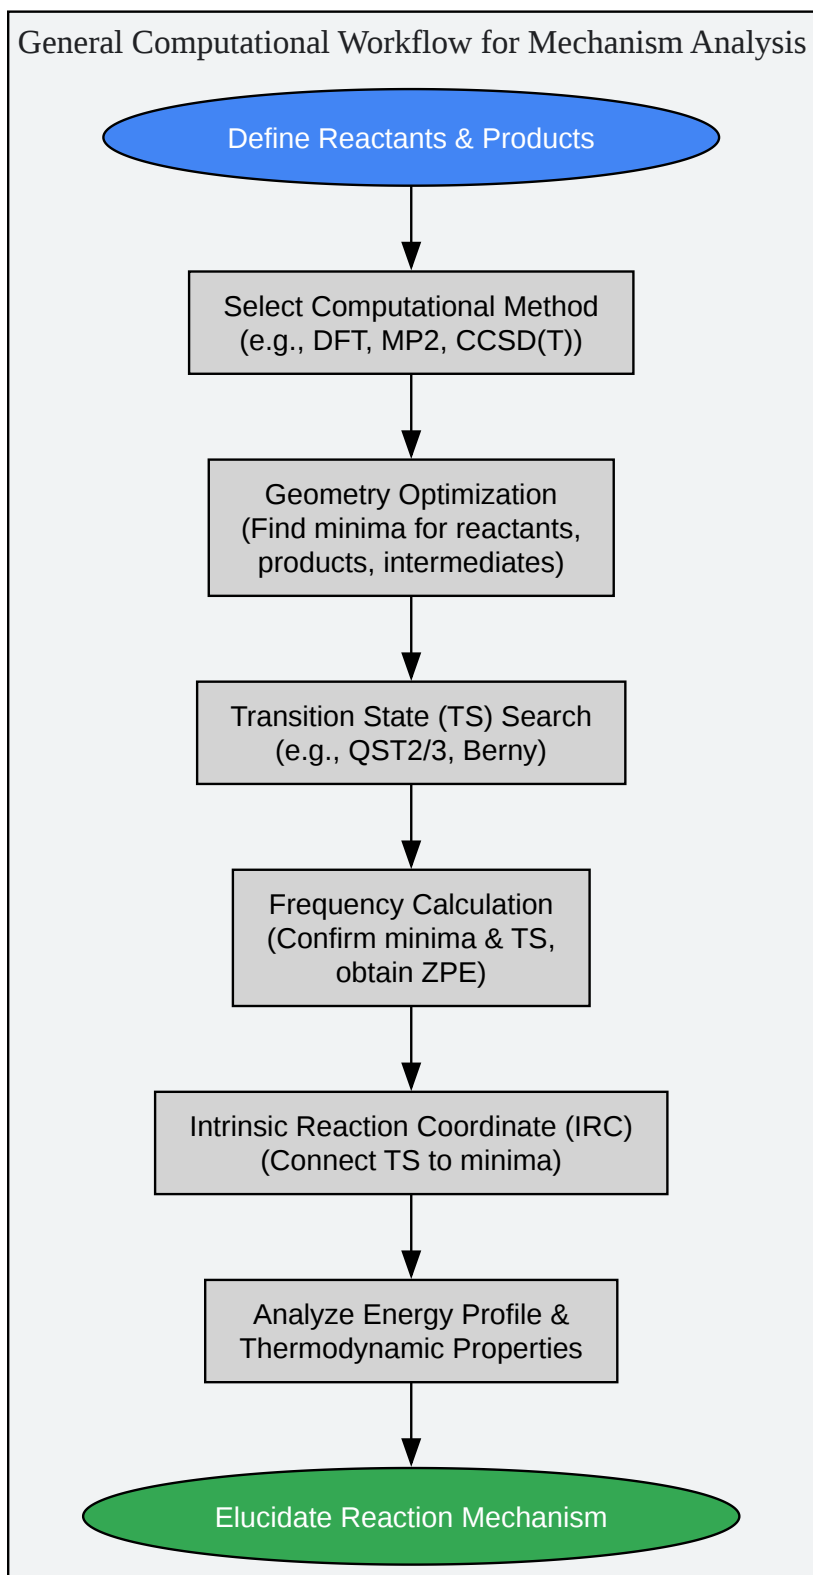 General Computational Workflow for Mechanism Analysis
Define Reactants & Products
Select Computational Method
(e.g., DFT, MP2, CCSD(T))
Geometry Optimization
(Find minima for reactants,
products, intermediates)
Transition State (TS) Search
(e.g., QST2/3, Berny)
Frequency Calculation
(Confirm minima & TS,
obtain ZPE)
Intrinsic Reaction Coordinate (IRC)
(Connect TS to minima)
Analyze Energy Profile &
Thermodynamic Properties
Elucidate Reaction Mechanism